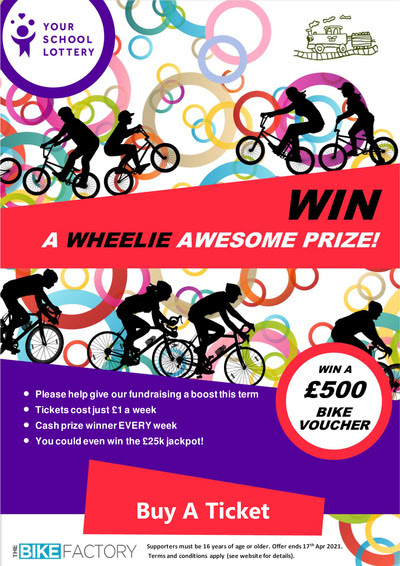 YOUR
SCHOOL
LOTTERY
WIN
A WHEELIE AWESOME PRIZE!
Please help give our fundraising a boost this term
Tickets cost just £1 a week
Cash prize winner EVERY week
You could even win the £25k jackpot!
WIN A
£500
BIKE
VOUCHER
Buy A Ticket
THE BIKEFACTORY
Supporters must be 16 years of age or older. Offer ends 17th Apr 2021.
Terms and conditions apply (see website for details).